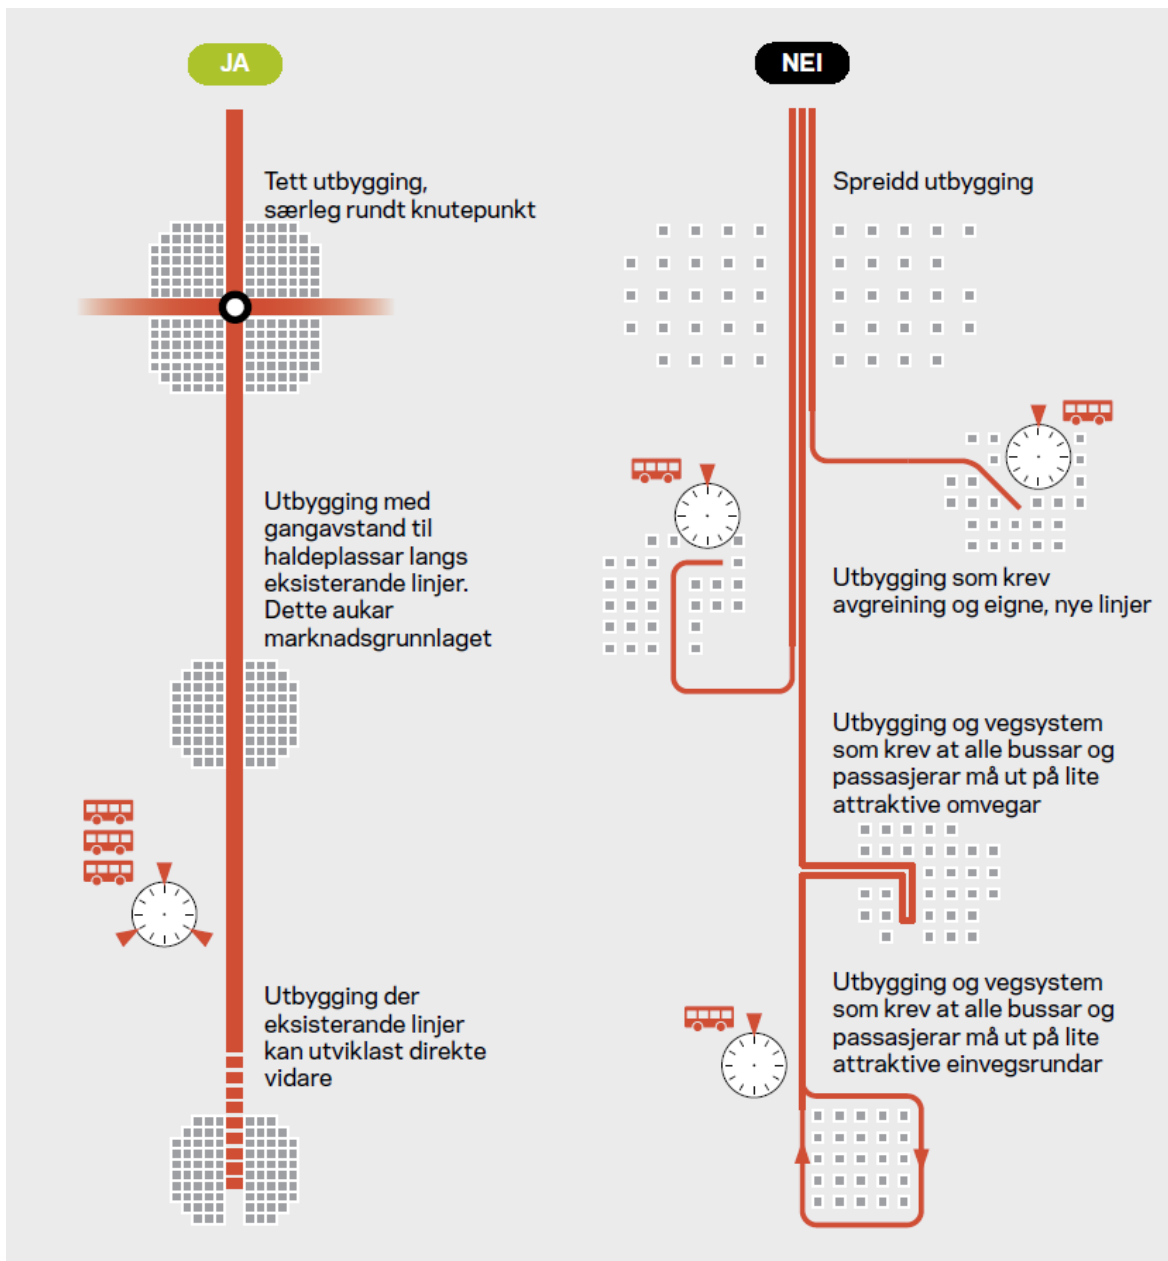 JA
Tett utbygging,
særleg rundt knutepunkt
Utbygging med
gangavstand til
haldeplassar langs
eksisterande linjer.
Dette aukar
marknadsgrunnlaget
Utbygging der
eksisterande linjer
kan utviklast direkte
vidare
NEI
Spreidd utbygging
Utbygging som krev
avgreining og eigne, nye linjer
Utbygging og vegsystem
som krev at alle bussar og
passasjerar må ut på lite
attraktive omvegar
Utbygging og vegsystem
som krev at alle bussar og
passasjerar må ut på lite
attraktive einvegsrundar